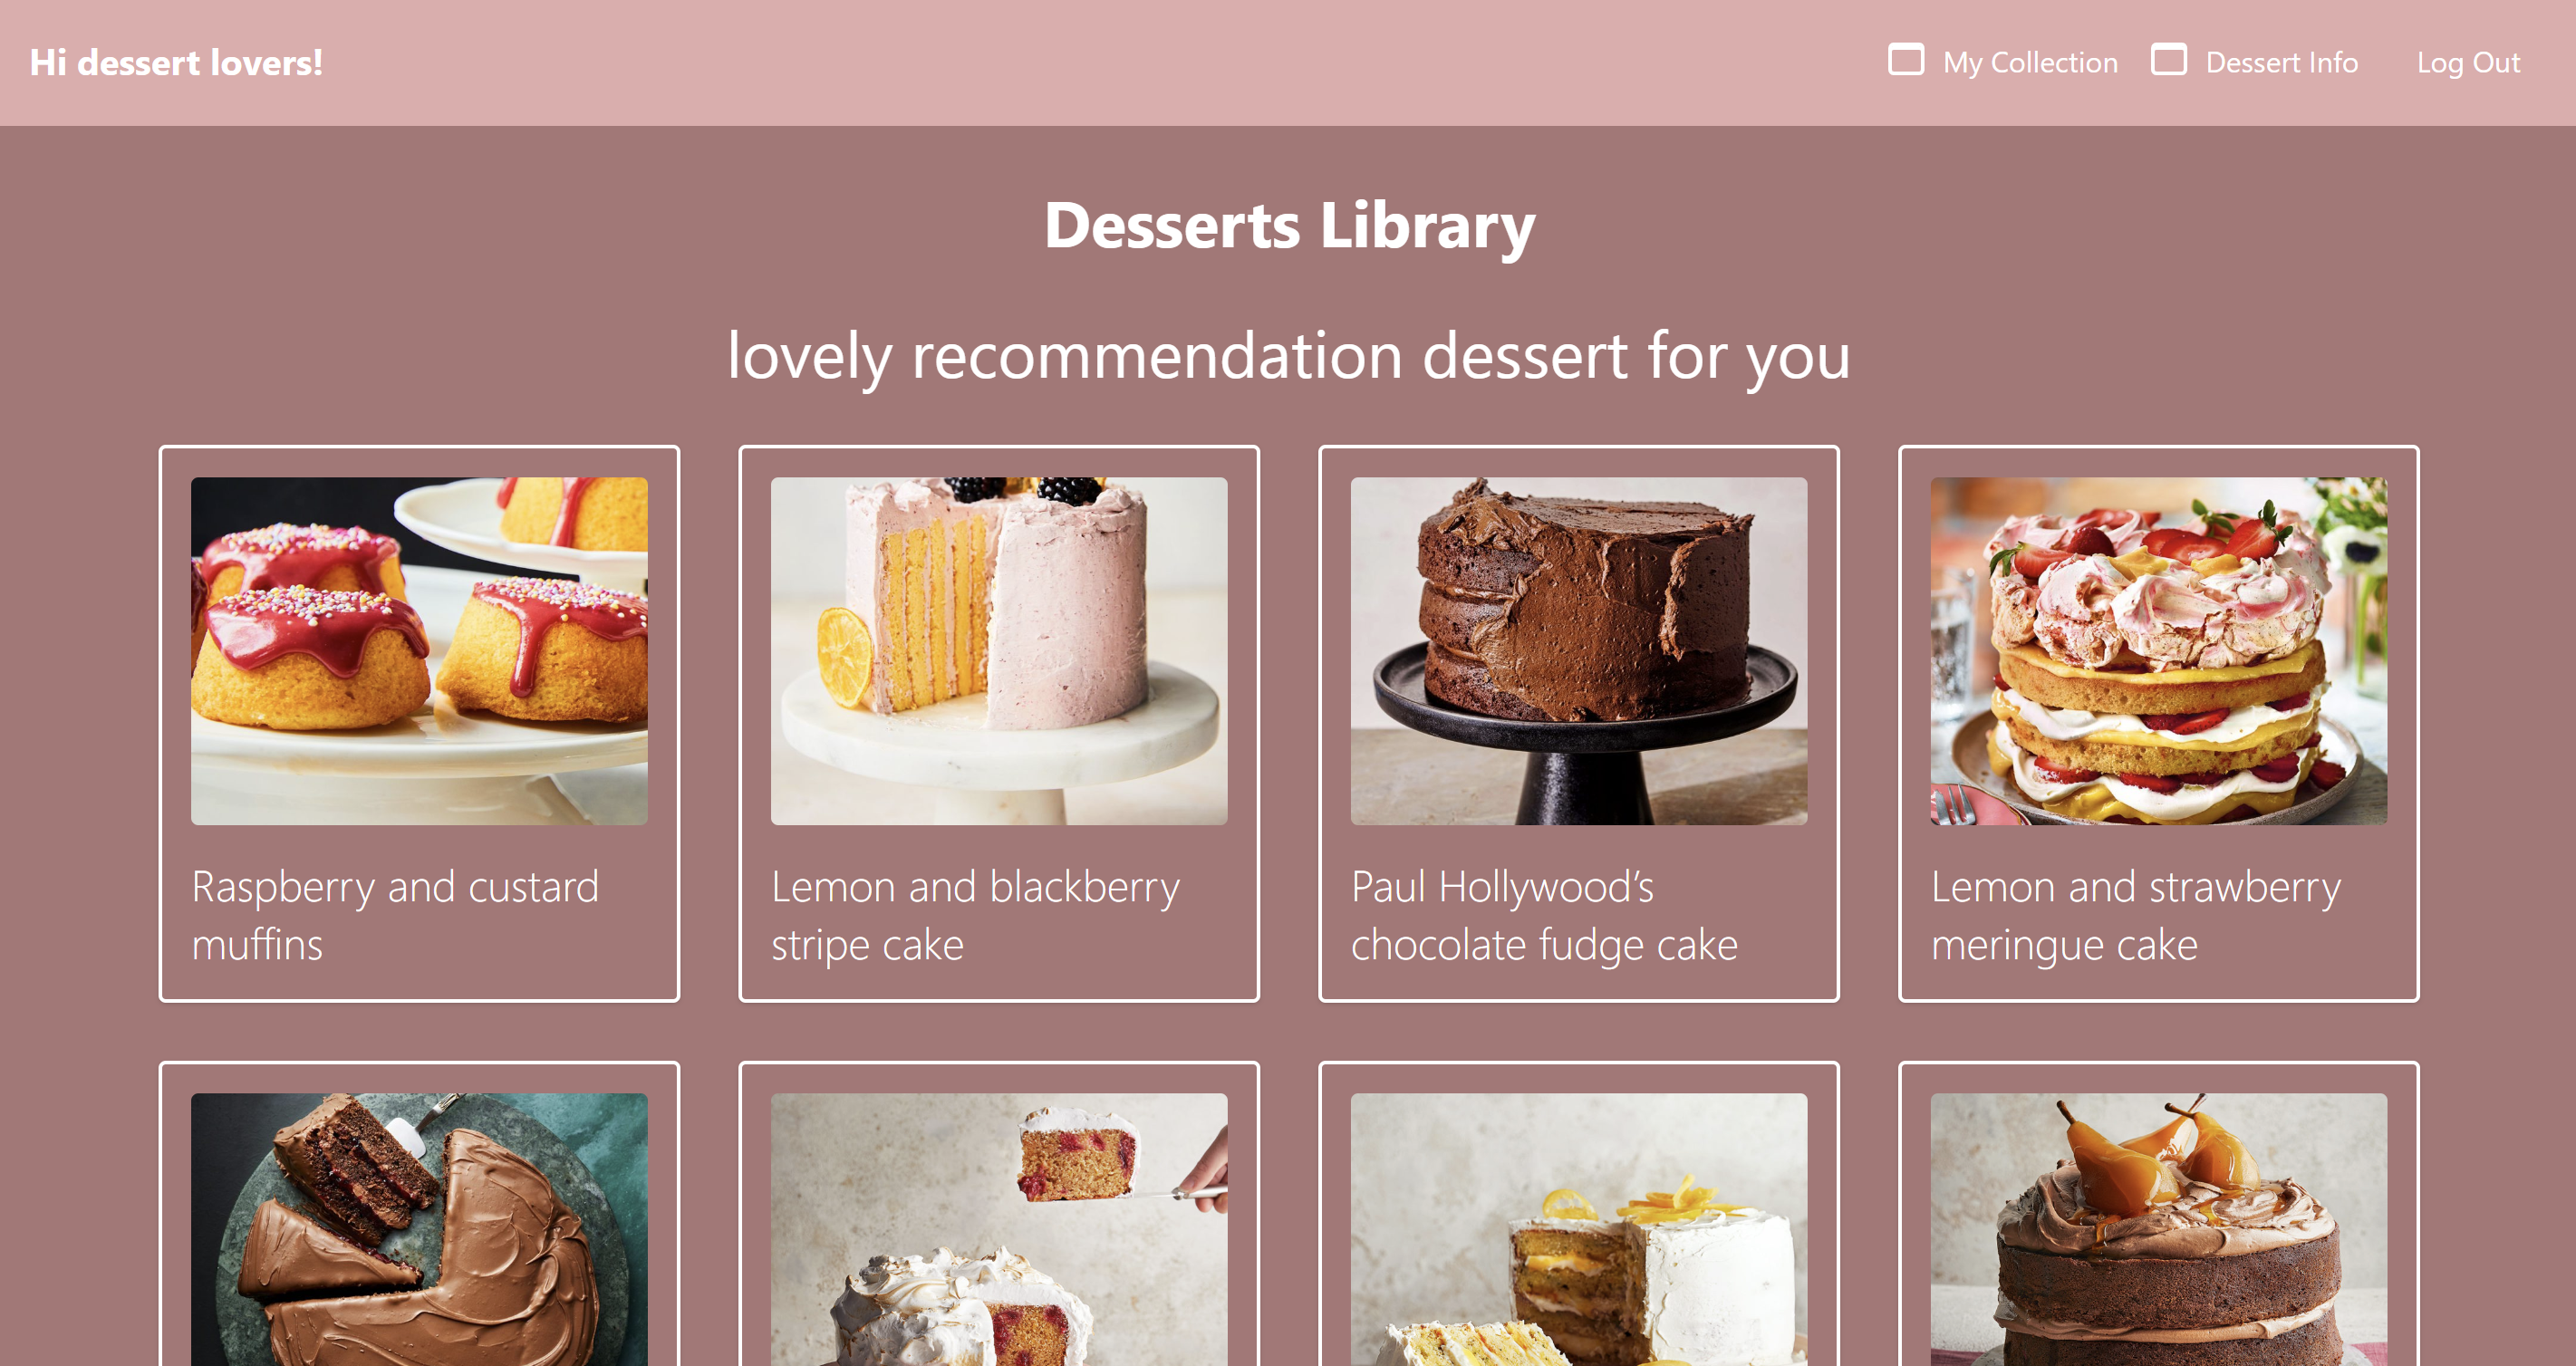 Hi dessert lovers!
My Collection
Dessert Info
Log Out
Desserts Library
lovely recommendation dessert for you
Raspberry and custard
muffins
Lemon and blackberry
stripe cake
Paul Hollywood’s
chocolate fudge cake
Lemon and strawberry
meringue cake